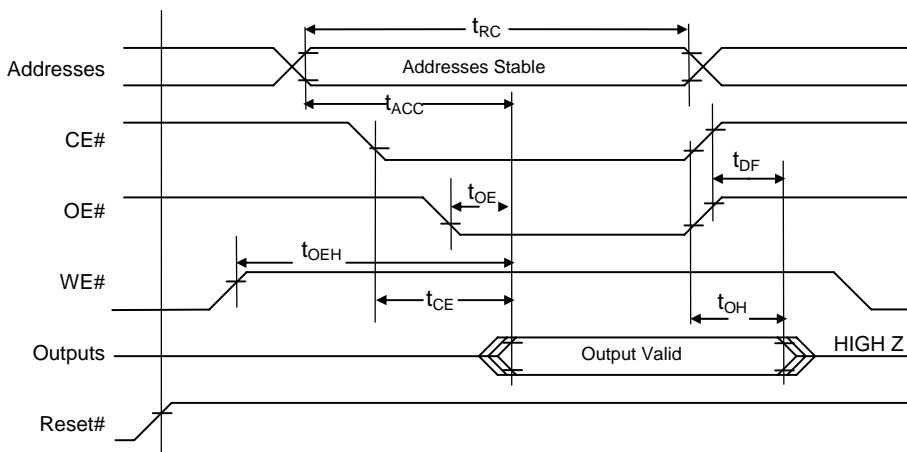 tRC
Addresses
Addresses Stable
tACC
CE#
tDF
tOE
OE#
tOEH
WE#
tCE
tOH
Outputs
Output Valid
HIGH Z
Reset#